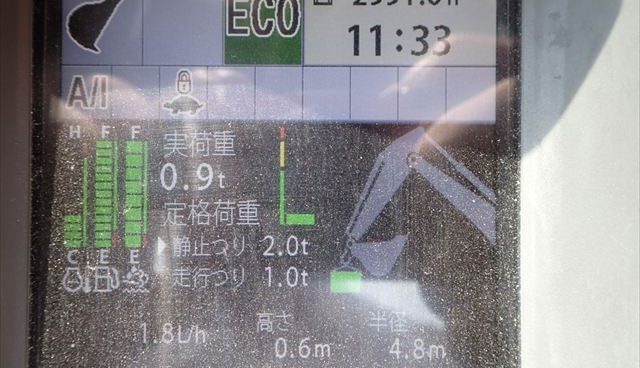 ECO
11:33
A/I
H F F
実荷重
0.9t
定格荷重
静止つり 2.0t
走行つり 1.0t
C E E
1.8L/h
高さ
0.6m
半径
4.8m